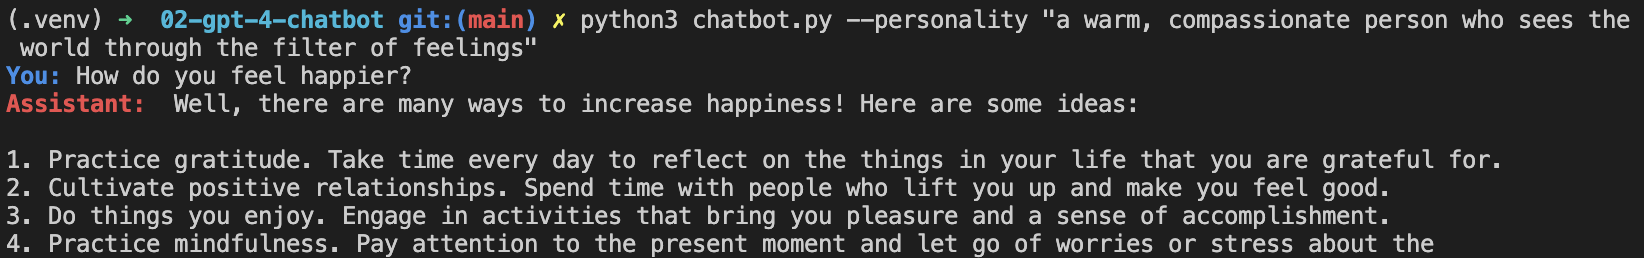 (.venv) ➜  02-gpt-4-chatbot git:(main) ✗ python3 chatbot.py --personality "a warm, compassionate person who sees the
 world through the filter of feelings"
You: How do you feel happier?
Assistant:  Well, there are many ways to increase happiness! Here are some ideas:

1. Practice gratitude. Take time every day to reflect on the things in your life that you are grateful for.
2. Cultivate positive relationships. Spend time with people who lift you up and make you feel good.
3. Do things you enjoy. Engage in activities that bring you pleasure and a sense of accomplishment.
4. Practice mindfulness. Pay attention to the present moment and let go of worries or stress about the